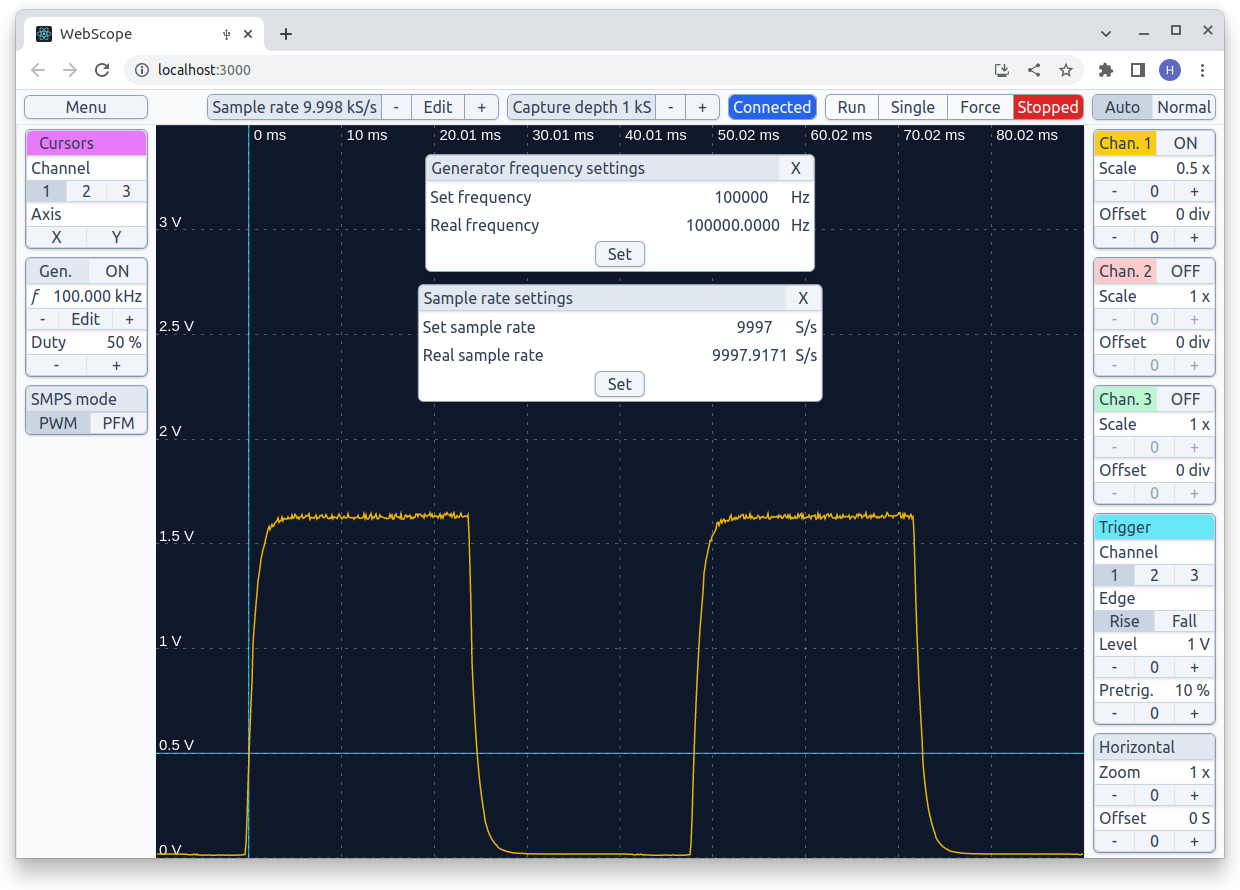 WebScope
localhost:3000
H
Menu
Sample rate 9.998 kS/s - Edit +
Capture depth 1 kS - +
Connected
Run Single Force Stopped
Auto Normal
Cursors
Channel
1 2 3
Axis
X Y
Gen. ON
f 100.000 kHz
- Edit +
Duty 50 %
- +
SMPS mode
PWM PFM
0 ms 10 ms 20.01 ms 30.01 ms 40.01 ms 50.02 ms 60.02 ms 70.02 ms 80.02 ms
3 V
2.5 V
2 V
1.5 V
1 V
0.5 V
0 V
Generator frequency settings X
Set frequency 100000 Hz
Real frequency 100000.0000 Hz
Set
Sample rate settings X
Set sample rate 9997 S/s
Real sample rate 9997.9171 S/s
Set
Chan. 1 ON
Scale 0.5 x
- 0 +
Offset 0 div
- 0 +
Chan. 2 OFF
Scale 1 x
- 0 +
Offset 0 div
- 0 +
Chan. 3 OFF
Scale 1 x
- 0 +
Offset 0 div
- 0 +
Trigger
Channel
1 2 3
Edge
Rise Fall
Level 1 V
- 0 +
Pretrig. 10 %
- 0 +
Horizontal
Zoom 1 x
- 0 +
Offset 0 S
- 0 +